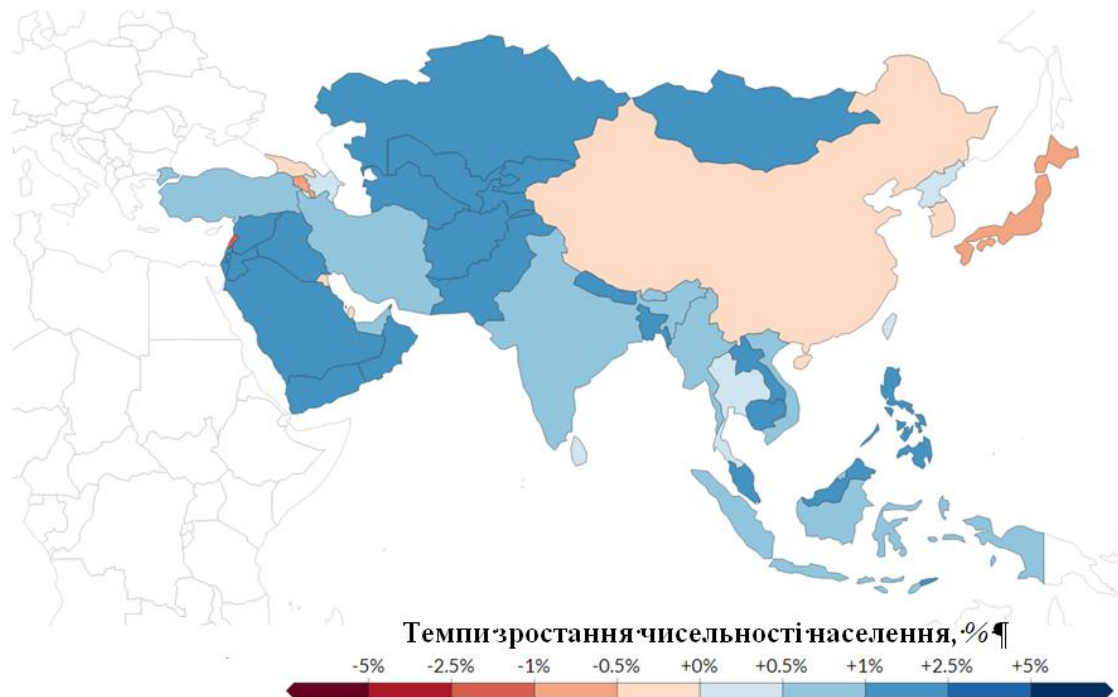 Темпи·зростання·чисельності·населення,·%¶
-5% -2.5% -1% -0.5% +0% +0.5% +1% +2.5% +5%